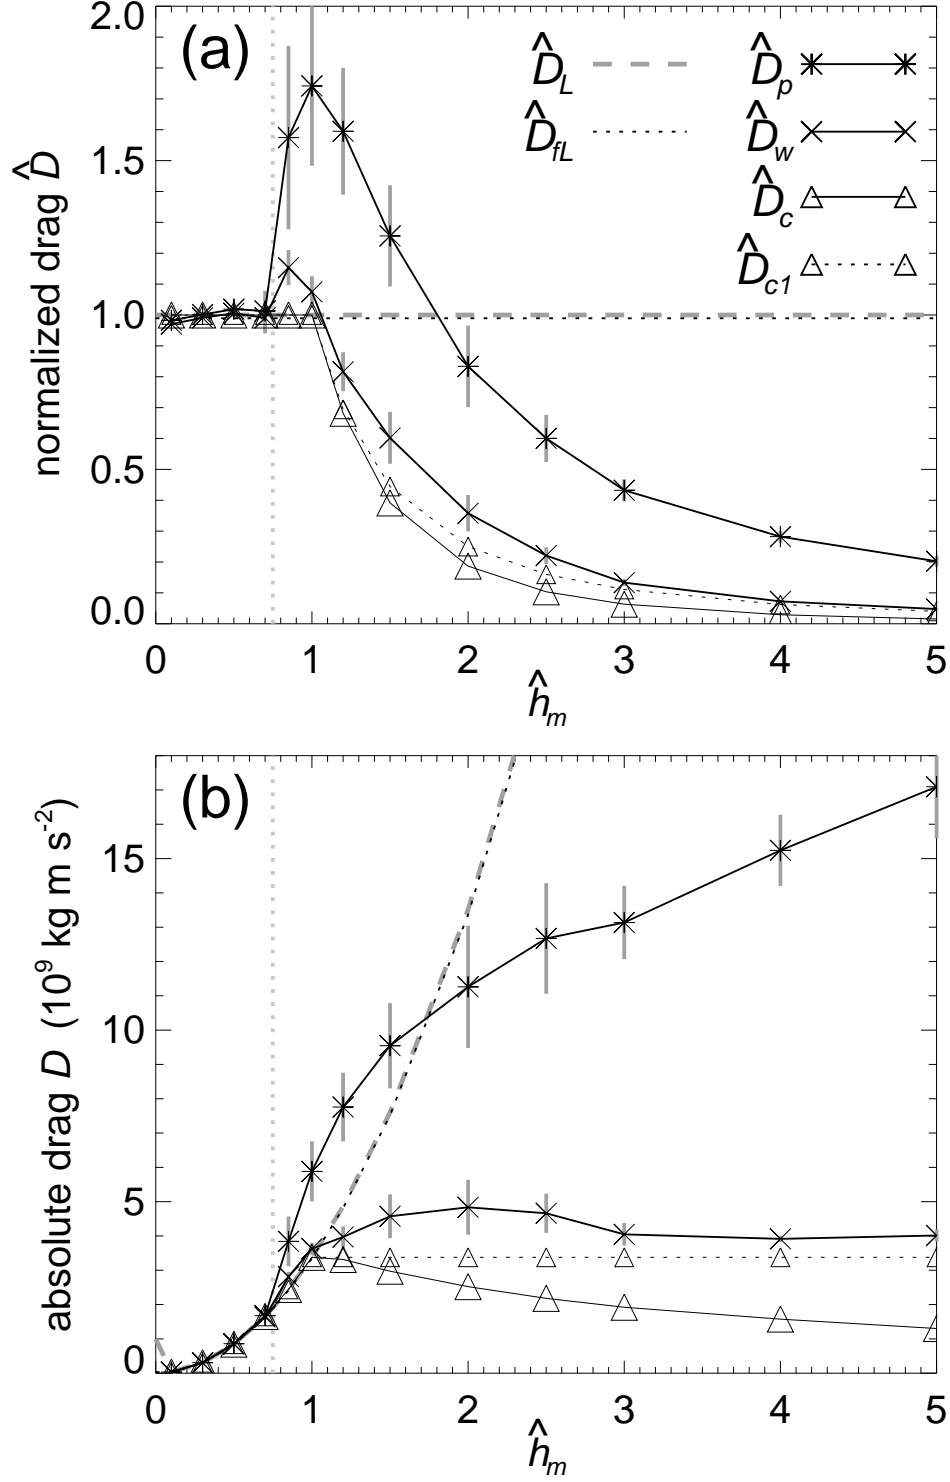 (a)
D̂_L
D̂_fL
D̂_p
D̂_w
D̂_c
D̂_c1
normalized drag D̂
2.0
1.5
1.0
0.5
0.0
0 1 2 3 4 5
ĥ_m
(b)
absolute drag D (10⁹ kg m s⁻²)
15
10
5
0
0 1 2 3 4 5
ĥ_m